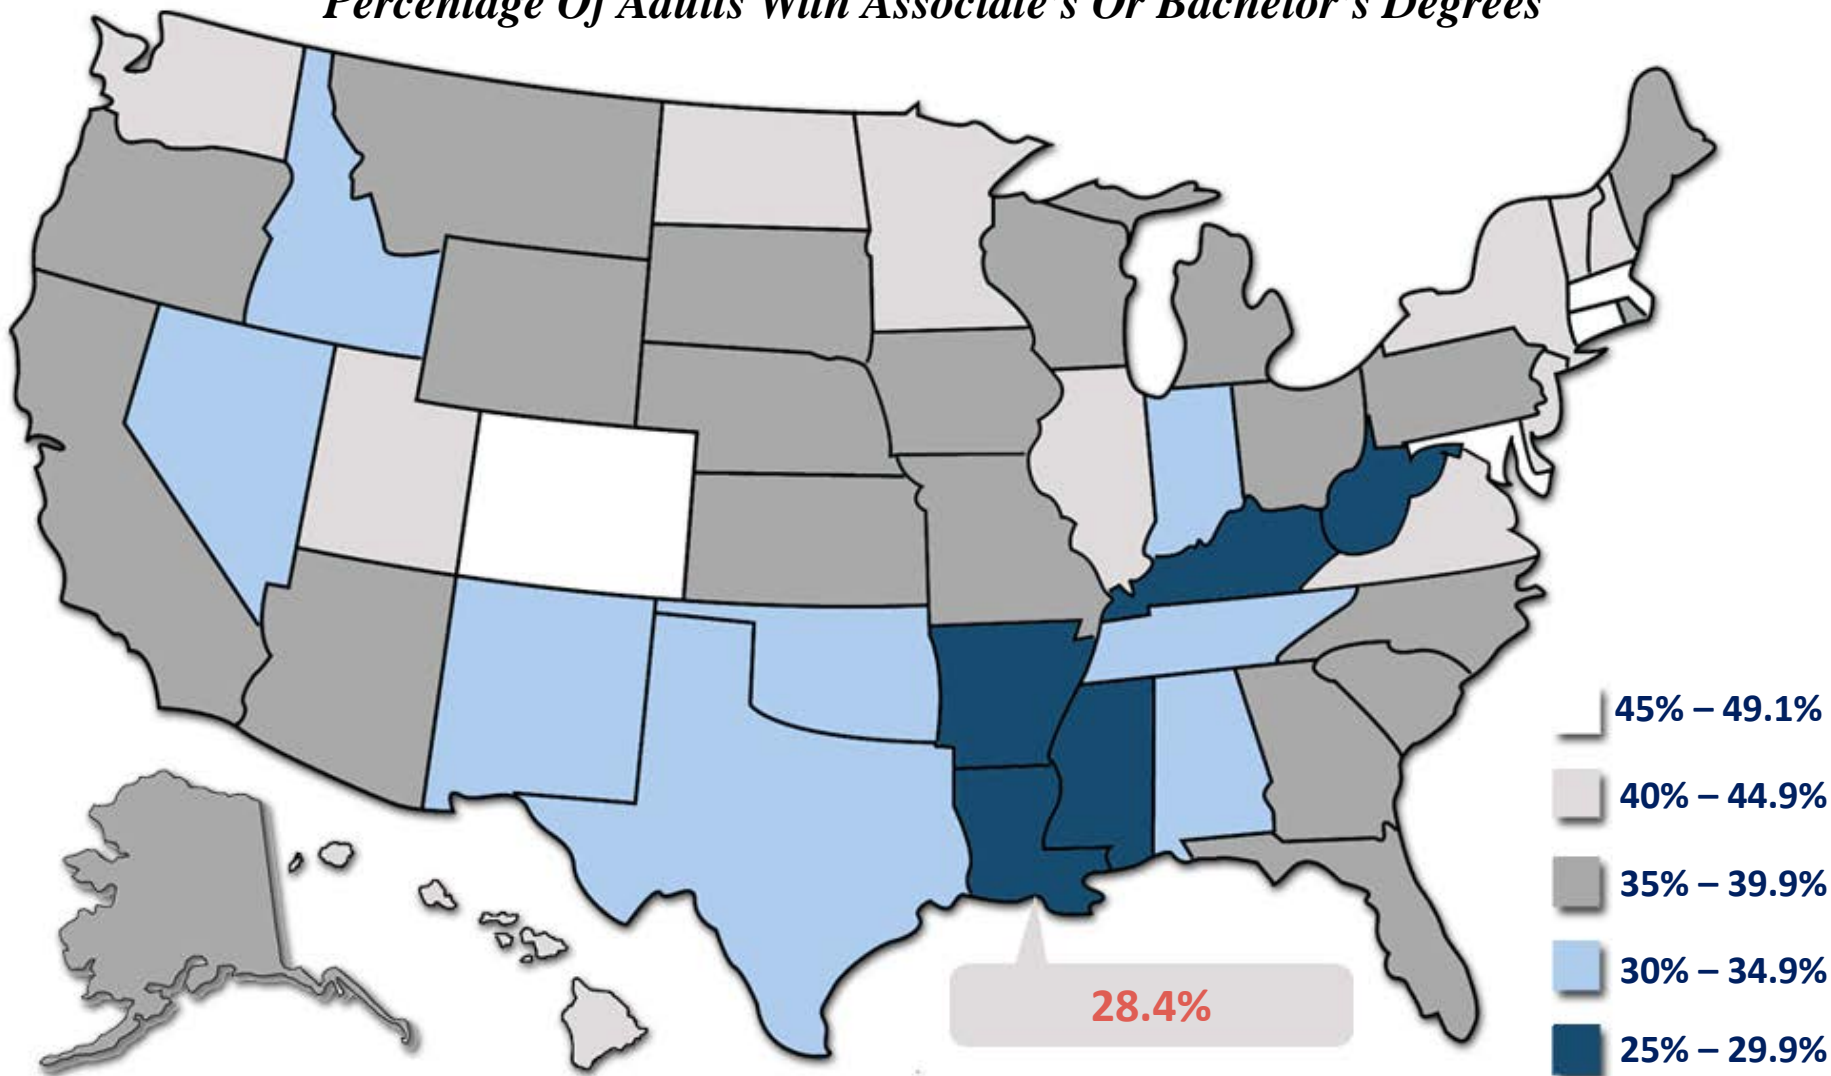 Percentage Of Adults With Associate's Or Bachelor's Degrees
45% – 49.1%
40% – 44.9%
35% – 39.9%
30% – 34.9%
28.4%
25% – 29.9%